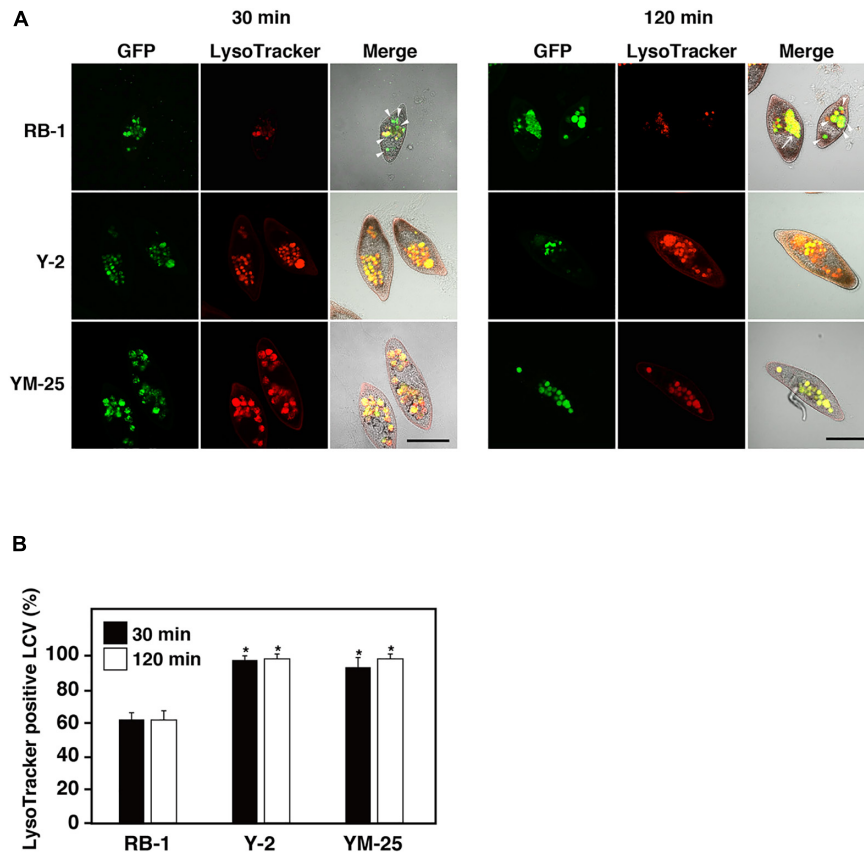 A
30 min
120 min
GFP LysoTracker Merge
GFP LysoTracker Merge
RB-1
Y-2
YM-25
B
LysoTracker positive LCV (%)
30 min
120 min
100
80
60
40
20
0
* * * *
RB-1 Y-2 YM-25